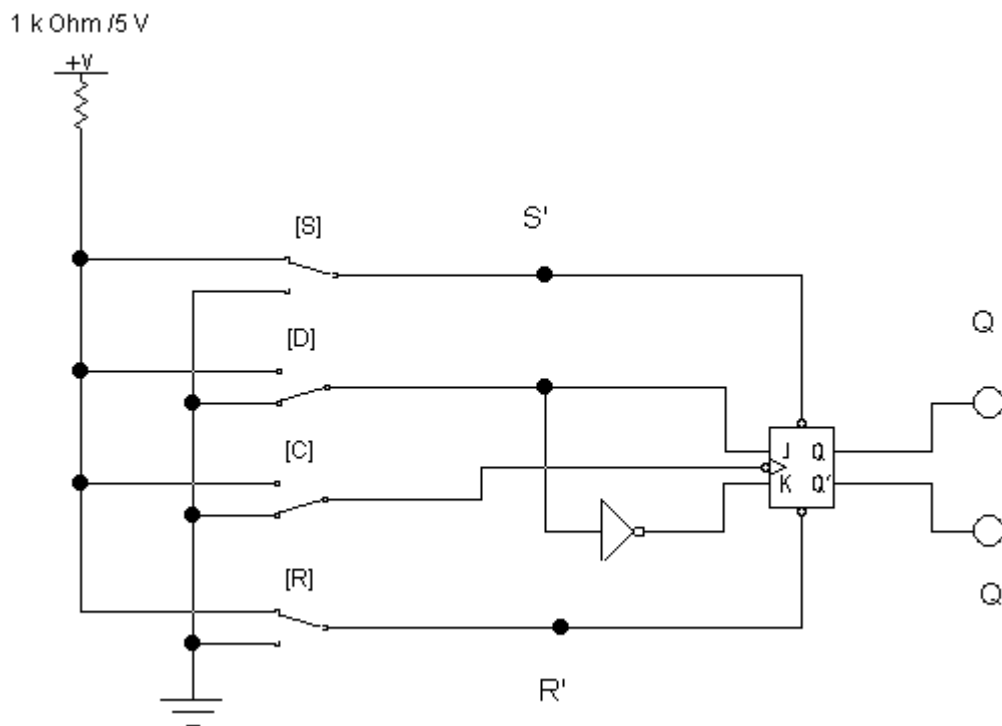 1 k Ohm /5 V
+V
[S]
S'
[D]
Q
[C]
J Q
K Q'
[R]
Q
R'